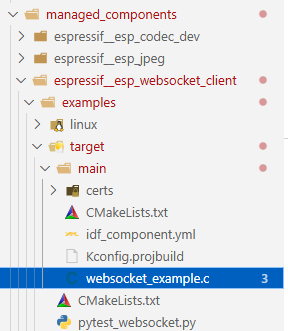 managed_components
espressif__esp_codec_dev
espressif__esp_jpeg
espressif__esp_websocket_client
examples
linux
target
main
certs
CMakeLists.txt
idf_component.yml
Kconfig.projbuild
websocket_example.c 3
CMakeLists.txt
pytest_websocket.py